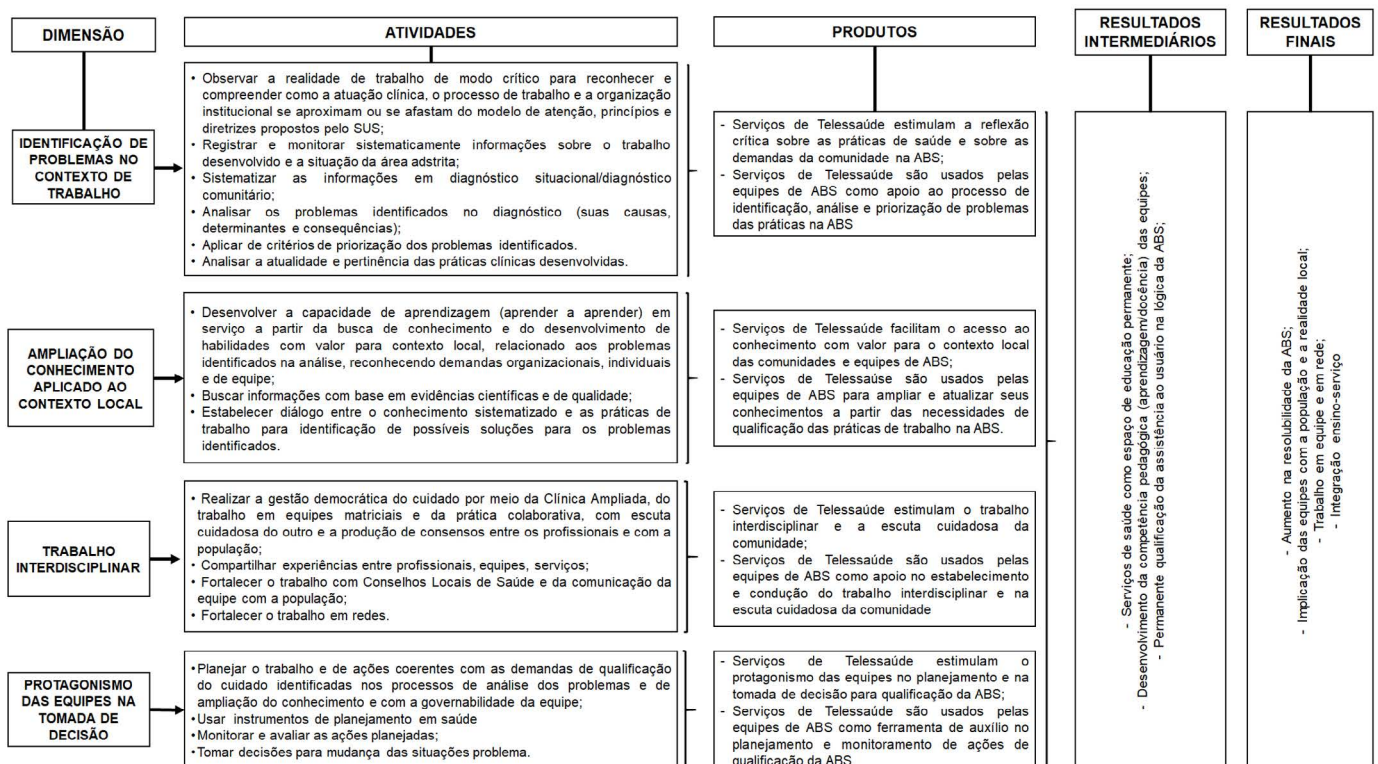 DIMENSÃO
ATIVIDADES
PRODUTOS
RESULTADOS
INTERMEDIÁRIOS
RESULTADOS
FINAIS
IDENTIFICAÇÃO DE
PROBLEMAS NO
CONTEXTO DE
TRABALHO
• Observar a realidade de trabalho de modo crítico para reconhecer e
compreender como a atuação clínica, o processo de trabalho e a organização
institucional se aproximam ou se afastam do modelo de atenção, princípios e
diretrizes propostos pelo SUS;
• Registrar e monitorar sistematicamente informações sobre o trabalho
desenvolvido e a situação da área adstrita;
• Sistematizar as informações em diagnóstico situacional/diagnóstico
comunitário;
• Analisar os problemas identificados no diagnóstico (suas causas,
determinantes e consequências);
• Aplicar de critérios de priorização dos problemas identificados.
• Analisar a atualidade e pertinência das práticas clínicas desenvolvidas.
- Serviços de Telessaúde estimulam a reflexão
crítica sobre as práticas de saúde e sobre as
demandas da comunidade na ABS;
- Serviços de Telessaúde são usados pelas
equipes de ABS como apoio ao processo de
identificação, análise e priorização de problemas
das práticas na ABS
AMPLIAÇÃO DO
CONHECIMENTO
APLICADO AO
CONTEXTO LOCAL
• Desenvolver a capacidade de aprendizagem (aprender a aprender) em
serviço a partir da busca de conhecimento e do desenvolvimento de
habilidades com valor para contexto local, relacionado aos problemas
identificados na análise, reconhecendo demandas organizacionais, individuais
e de equipe;
• Buscar informações com base em evidências científicas e de qualidade;
• Estabelecer diálogo entre o conhecimento sistematizado e as práticas de
trabalho para identificação de possíveis soluções para os problemas
identificados.
- Serviços de Telessaúde facilitam o acesso ao
conhecimento com valor para o contexto local
das comunidades e equipes de ABS;
- Serviços de Telessaúse são usados pelas
equipes de ABS para ampliar e atualizar seus
conhecimentos a partir das necessidades de
qualificação das práticas de trabalho na ABS.
TRABALHO
INTERDISCIPLINAR
• Realizar a gestão democrática do cuidado por meio da Clínica Ampliada, do
trabalho em equipes matriciais e da prática colaborativa, com escuta
cuidadosa do outro e a produção de consensos entre os profissionais e com a
população;
• Compartilhar experiências entre profissionais, equipes, serviços;
• Fortalecer o trabalho com Conselhos Locais de Saúde e da comunicação da
equipe com a população;
• Fortalecer o trabalho em redes.
- Serviços de Telessaúde estimulam o trabalho
interdisciplinar e a escuta cuidadosa da
comunidade;
- Serviços de Telessaúde são usados pelas
equipes de ABS como apoio no estabelecimento
e condução do trabalho interdisciplinar e na
escuta cuidadosa da comunidade
PROTAGONISMO
DAS EQUIPES NA
TOMADA DE
DECISÃO
• Planejar o trabalho e de ações coerentes com as demandas de qualificação
do cuidado identificadas nos processos de análise dos problemas e de
ampliação do conhecimento e com a governabilidade da equipe;
• Usar instrumentos de planejamento em saúde
• Monitorar e avaliar as ações planejadas;
• Tomar decisões para mudança das situações problema.
- Serviços de Telessaúde estimulam o
protagonismo das equipes no planejamento e na
tomada de decisão para qualificação da ABS;
- Serviços de Telessaúde são usados pelas
equipes de ABS como ferramenta de auxílio no
planejamento e monitoramento de ações de
qualificação da ABS
- Serviços de saúde como espaço de educação permanente;
- Desenvolvimento da competência pedagógica (aprendizagem/docência) das equipes;
- Permanente qualificação da assistência ao usuário na lógica da ABS;
- Aumento na resolubilidade da ABS;
- Implicação das equipes com a população e a realidade local;
- Trabalho em equipe e em rede;
- Integração ensino-serviço